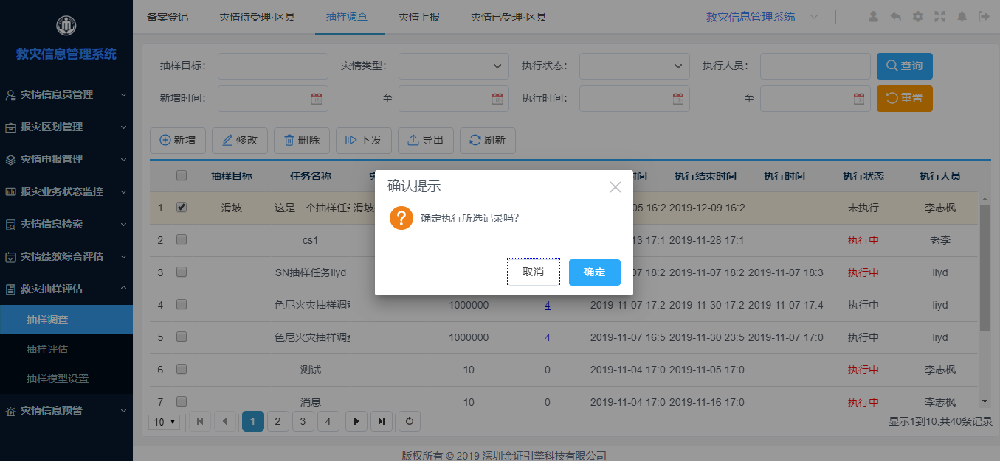 救灾信息管理系统
灾情信息员管理
报灾区划管理
灾情申报管理
报灾业务状态监控
灾情信息检索
灾情绩效综合评估
救灾抽样评估
抽样调查
抽样评估
抽样模型设置
灾情信息预警
备案登记 灾情待受理·区县 抽样调查 灾情上报 灾情已受理·区县 救灾信息管理系统
抽样目标： 灾情类型： 执行状态： 执行人员： 查询
新增时间： 至 执行时间： 至 重置
新增 修改 删除 下发 导出 刷新
抽样目标 任务名称 时间 执行结束时间 执行时间 执行状态 执行人员
1 滑坡 这是一个抽样任务 滑坡 05 16:2 2019-12-09 16:2 未执行 李志枫
2 cs1 13 17:1 2019-11-28 17:1 执行中 老李
3 SN抽样任务liyd 07 18:2 2019-11-07 18:2 2019-11-07 18:3 执行中 liyd
4 色尼火灾抽样调查 1000000 4 2019-11-07 17:2 2019-11-30 17:2 2019-11-07 17:4 执行中 liyd
5 色尼火灾抽样调查 1000000 4 2019-11-07 16:5 2019-11-30 23:5 2019-11-07 17:0 执行中 liyd
6 测试 10 0 2019-11-04 17:0 2019-11-05 17:0 执行中 李志枫
7 消息 10 0 2019-11-04 17:0 2019-11-16 17:0 执行中 李志枫
确认提示
确定执行所选记录吗?
取消 确定
10 1 2 3 4 显示1到10,共40条记录
版权所有 © 2019 深圳金证引擎科技有限公司